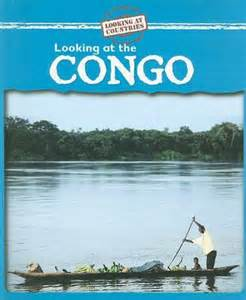 LOOKING AT
COUNTRIES
Looking at the
CONGO